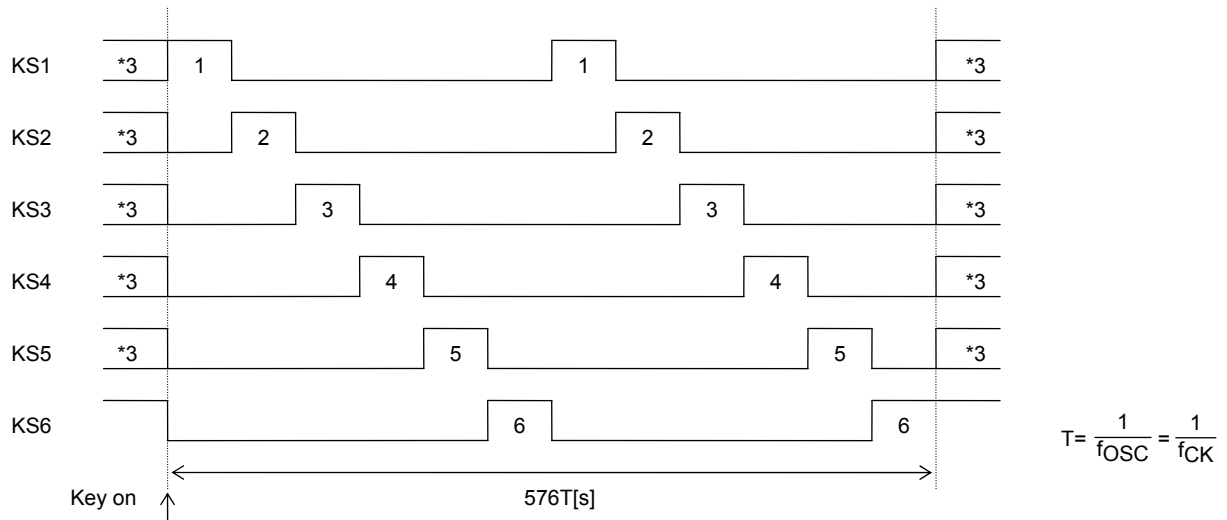 KS1 *3 1 1 *3
KS2 *3 2 2 *3
KS3 *3 3 3 *3
KS4 *3 4 4 *3
KS5 *3 5 5 *3
KS6 6 6
T= 1/fOSC = 1/fCK
Key on 576T[s]